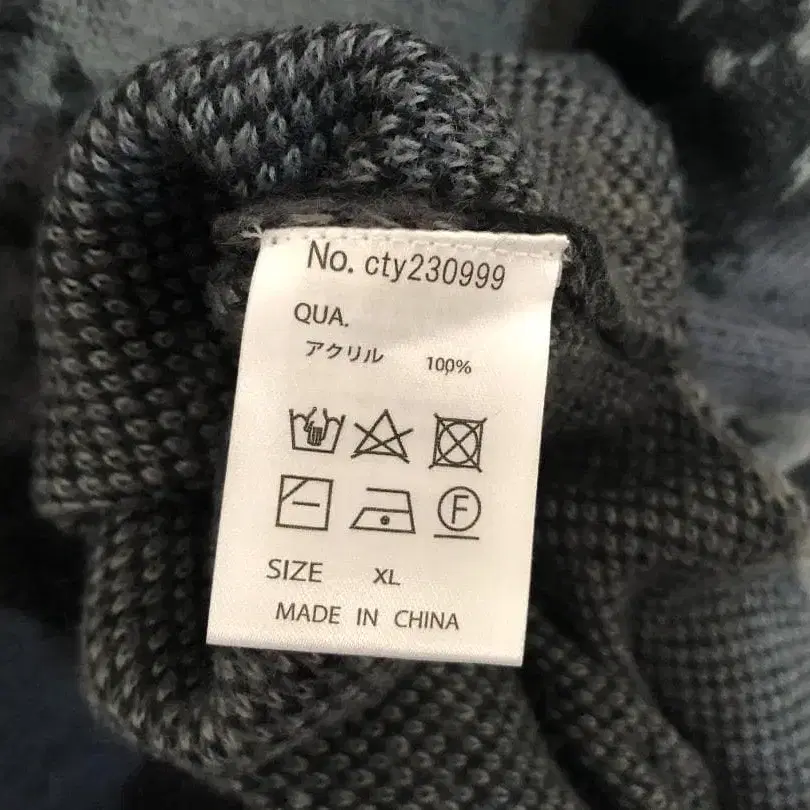 No. cty230999
QUA.
アクリル 100%
F
SIZE XL
MADE IN CHINA